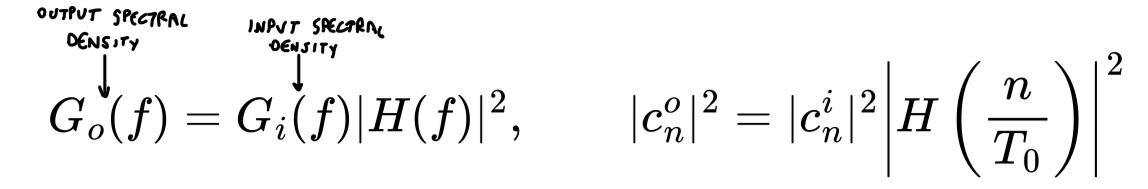 OUTPUT SPECTRAL
DENSITY
INPUT SPECTRAL
DENSITY
G_o(f) = G_i(f)|H(f)|^2, |c_n^o|^2 = |c_n^i|^2 |H(n/T_0)|^2